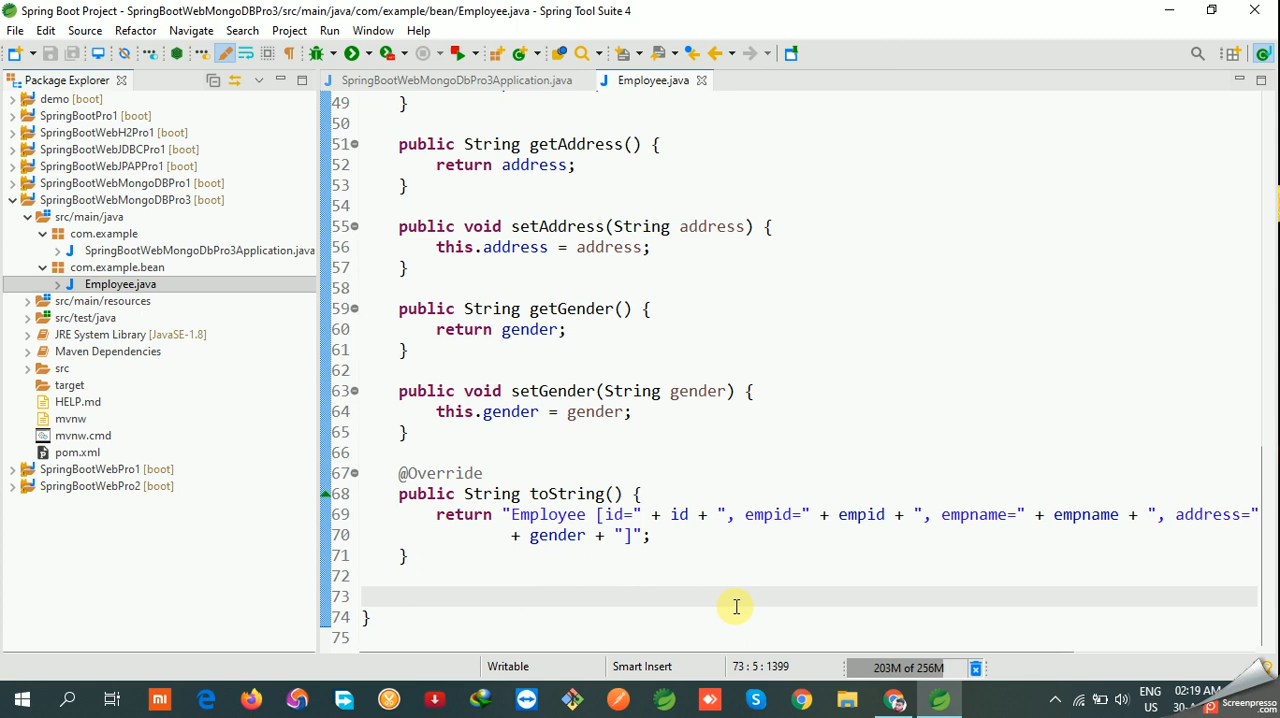 Spring Boot Project - SpringBootWebMongoDBPro3/src/main/java/com/example/bean/Employee.java - Spring Tool Suite 4
File Edit Source Refactor Navigate Search Project Run Window Help
Package Explorer
SpringBootWebMongoDbPro3Application.java
Employee.java
demo [boot]
SpringBootPro1 [boot]
SpringBootWebH2Pro1 [boot]
SpringBootWebJDBCPro1 [boot]
SpringBootWebJPAPPro1 [boot]
SpringBootWebMongoDBPro1 [boot]
SpringBootWebMongoDBPro3 [boot]
src/main/java
com.example
SpringBootWebMongoDbPro3Application.java
com.example.bean
Employee.java
src/main/resources
src/test/java
JRE System Library [JavaSE-1.8]
Maven Dependencies
src
target
HELP.md
mvnw
mvnw.cmd
pom.xml
SpringBootWebPro1 [boot]
SpringBootWebPro2 [boot]
49 }
50
51 public String getAddress() {
52 return address;
53 }
54
55 public void setAddress(String address) {
56 this.address = address;
57 }
58
59 public String getGender() {
60 return gender;
61 }
62
63 public void setGender(String gender) {
64 this.gender = gender;
65 }
66
67 @Override
68 public String toString() {
69 return "Employee [id=" + id + ", empid=" + empid + ", empname=" + empname + ", address="
70 + gender + "]";
71 }
72
73
74 }
75
Writable Smart Insert 73 : 5 : 1399 203M of 256M
ENG 02:19 AM
US
Screenpresso
.com